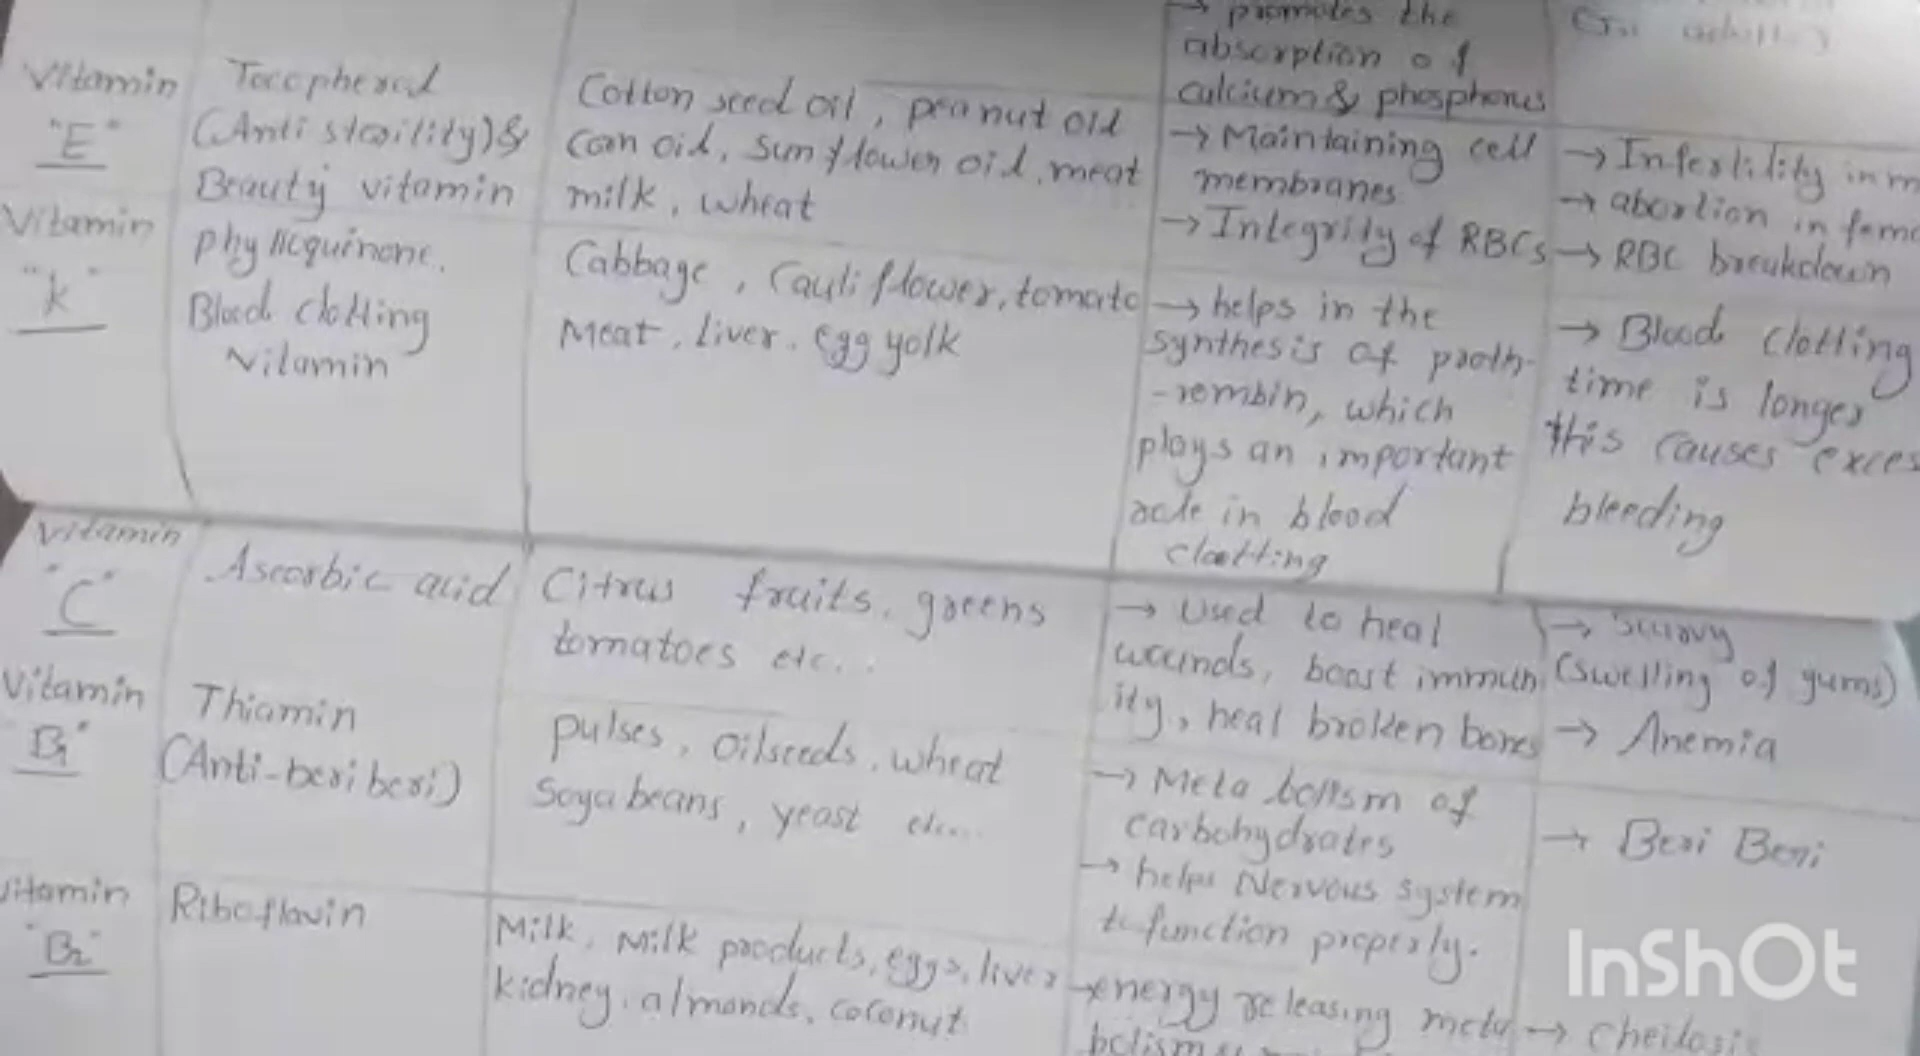 → promotes the
absorption of
calcium & phosphorus
Vitamin
"E"
Tocopherol
(Anti sterility) &
Beauty vitamin
Cotton seed oil, peanut oil
Corn oil, sunflower oil, meat
milk, wheat
→ Maintaining cell
membranes
→ Integrity of RBCs
→ Infertility in m
→ abortion in fema
→ RBC breakdown
Vitamin
"k"
phyllcquinone.
Blood clotting
Vitamin
Cabbage, Cauliflower, tomato
Meat, liver, Egg yolk
→ helps in the
synthesis of proth-
-rombin, which
plays an important
role in blood
clootting
→ Blood clotting
time is longer
this causes exces
bleeding
Vitamin
"C"
Ascorbic acid
Citrus fruits, greens
tomatoes etc...
→ Used to heal
wounds, boost immun
ity, heal broken bones
→ Scurvy
(swelling of gums)
→ Anemia
Vitamin
"B1"
Thiamin
(Anti-beri beri)
pulses, Oilseeds, wheat
Soyabeans, yeast etc....
→ Metabolism of
carbohydrates
→ helps Nervous system
to function properly.
→ Beri Beri
Vitamin
"B2"
Riboflavin
Milk, Milk products, eggs, liver
kidney, almonds, coconut
→ energy releasing meta
bolism
→ cheilosis
InShOt